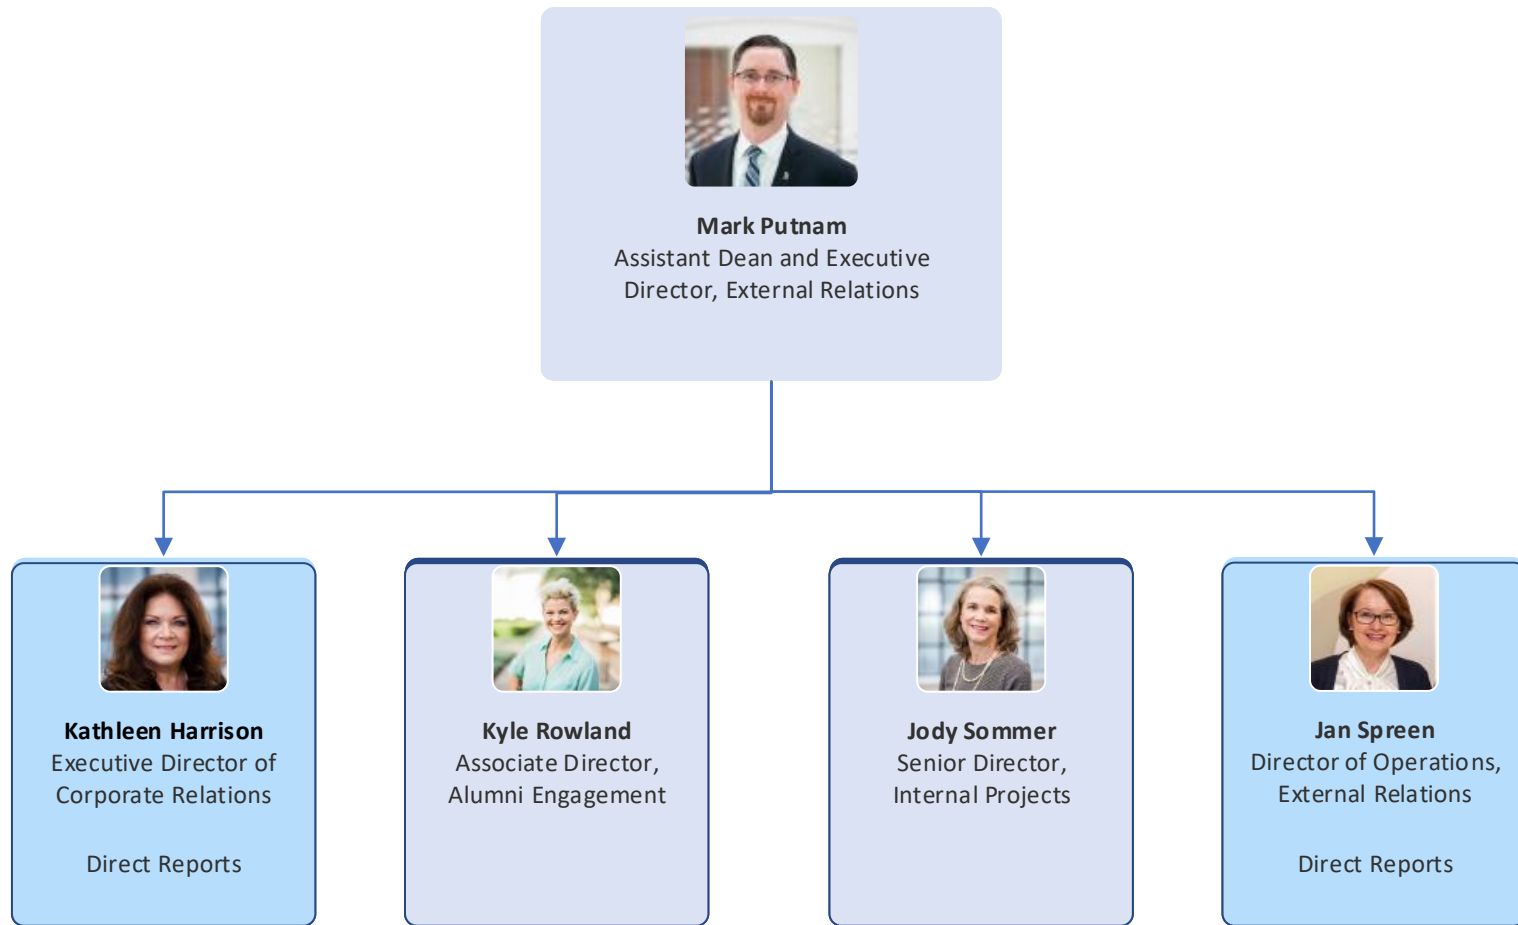 Mark Putnam
Assistant Dean and Executive
Director, External Relations
Kathleen Harrison
Executive Director of
Corporate Relations
Direct Reports
Kyle Rowland
Associate Director,
Alumni Engagement
Jody Sommer
Senior Director,
Internal Projects
Jan Spreen
Director of Operations,
External Relations
Direct Reports